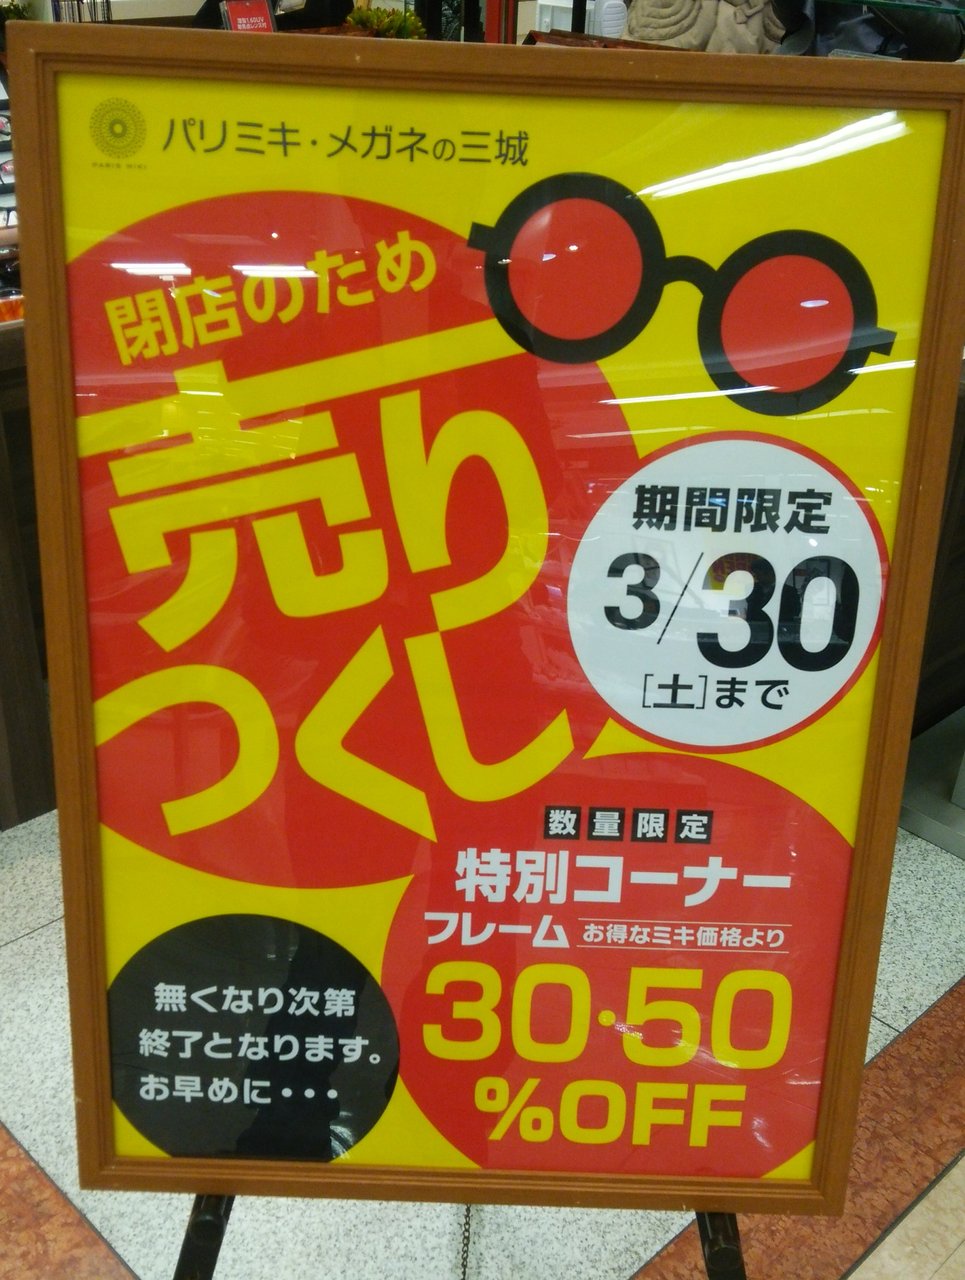 パリミキ・メガネの三城
PARIS MIKI
閉店のため
売り
つくし
期間限定
3/30
[土]まで
数量限定
特別コーナー
フレーム お得なミキ価格より
30・50
%OFF
無くなり次第
終了となります。
お早めに・・・